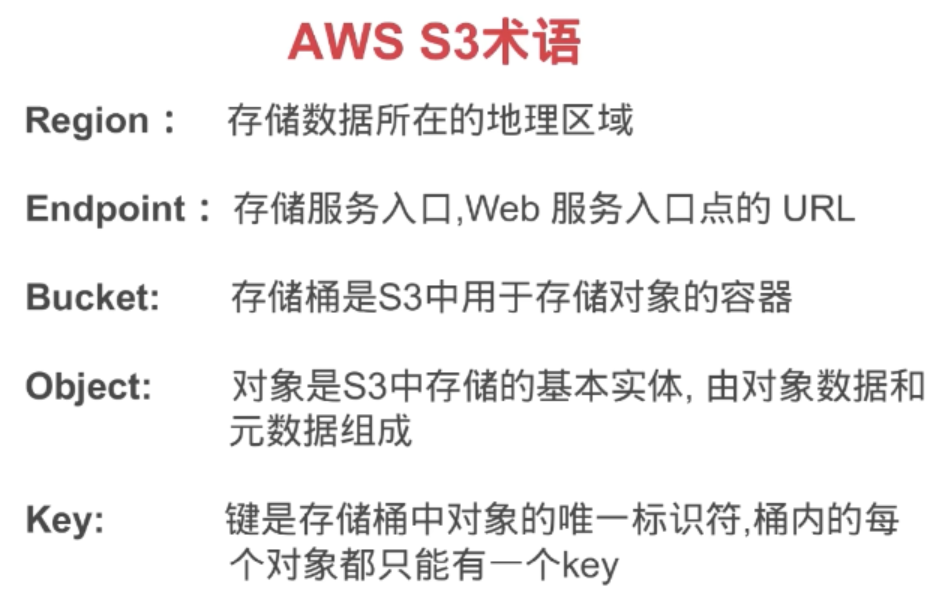 AWS S3术语
Region： 存储数据所在的地理区域
Endpoint： 存储服务入口,Web 服务入口点的 URL
Bucket: 存储桶是S3中用于存储对象的容器
Object: 对象是S3中存储的基本实体, 由对象数据和
元数据组成
Key: 键是存储桶中对象的唯一标识符,桶内的每
个对象都只能有一个key